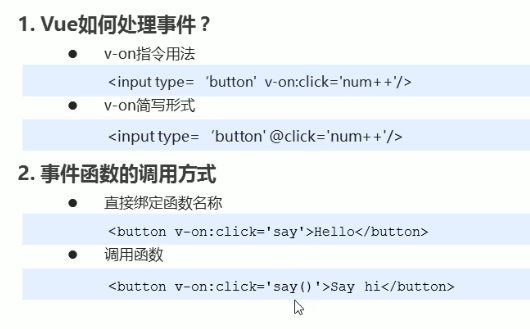 1. Vue如何处理事件？
● v-on指令用法
<input type= ‘button' v-on:click='num++'/>
● v-on简写形式
<input type= ‘button' @click='num++'/>
2. 事件函数的调用方式
● 直接绑定函数名称
<button v-on:click='say'>Hello</button>
● 调用函数
<button v-on:click='say()'>Say hi</button>